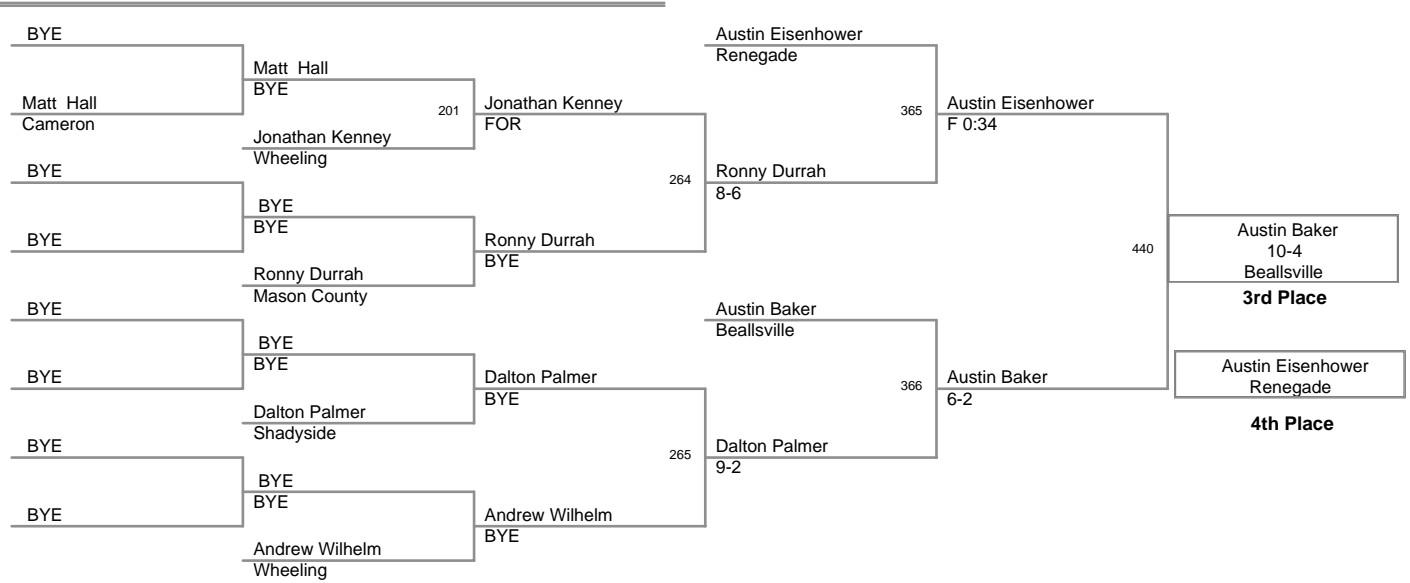 BYE
Matt Hall
Cameron
BYE
BYE
BYE
BYE
BYE
BYE
Matt Hall
BYE
201
Jonathan Kenney
Wheeling
BYE
BYE
Ronny Durrah
Mason County
BYE
BYE
Dalton Palmer
Shadyside
BYE
BYE
Andrew Wilhelm
Wheeling
Jonathan Kenney
FOR
264
Ronny Durrah
BYE
Dalton Palmer
BYE
265
Andrew Wilhelm
BYE
Austin Eisenhower
Renegade
365
Ronny Durrah
8-6
Austin Baker
Beallsville
366
Dalton Palmer
9-2
Austin Eisenhower
F 0:34
440
Austin Baker
6-2
Austin Baker
10-4
Beallsville
3rd Place
Austin Eisenhower
Renegade
4th Place